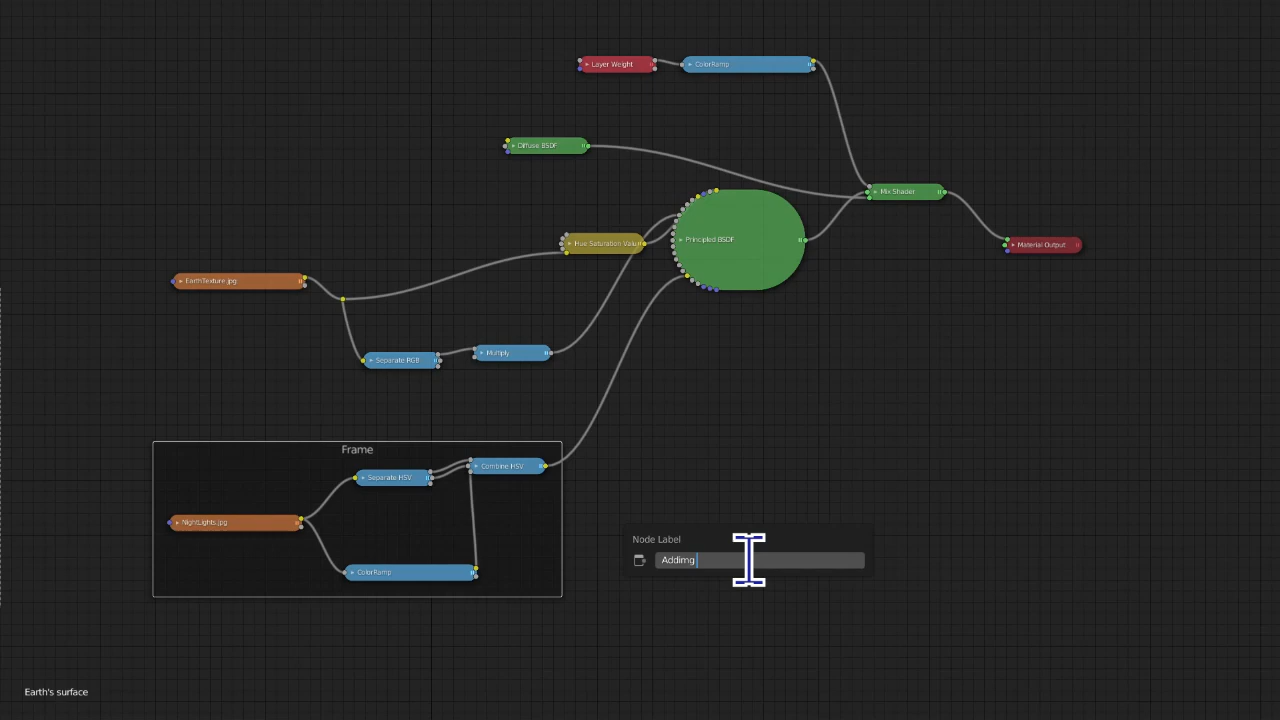 Layer Weight
ColorRamp
Diffuse BSDF
Mix Shader
Principled BSDF
Hue Saturation Valu
Material Output
EarthTexture.jpg
Separate RGB
Multiply
Frame
Combine HSV
Separate HSV
NightLights.jpg
ColorRamp
Node Label
Addimg
Earth's surface